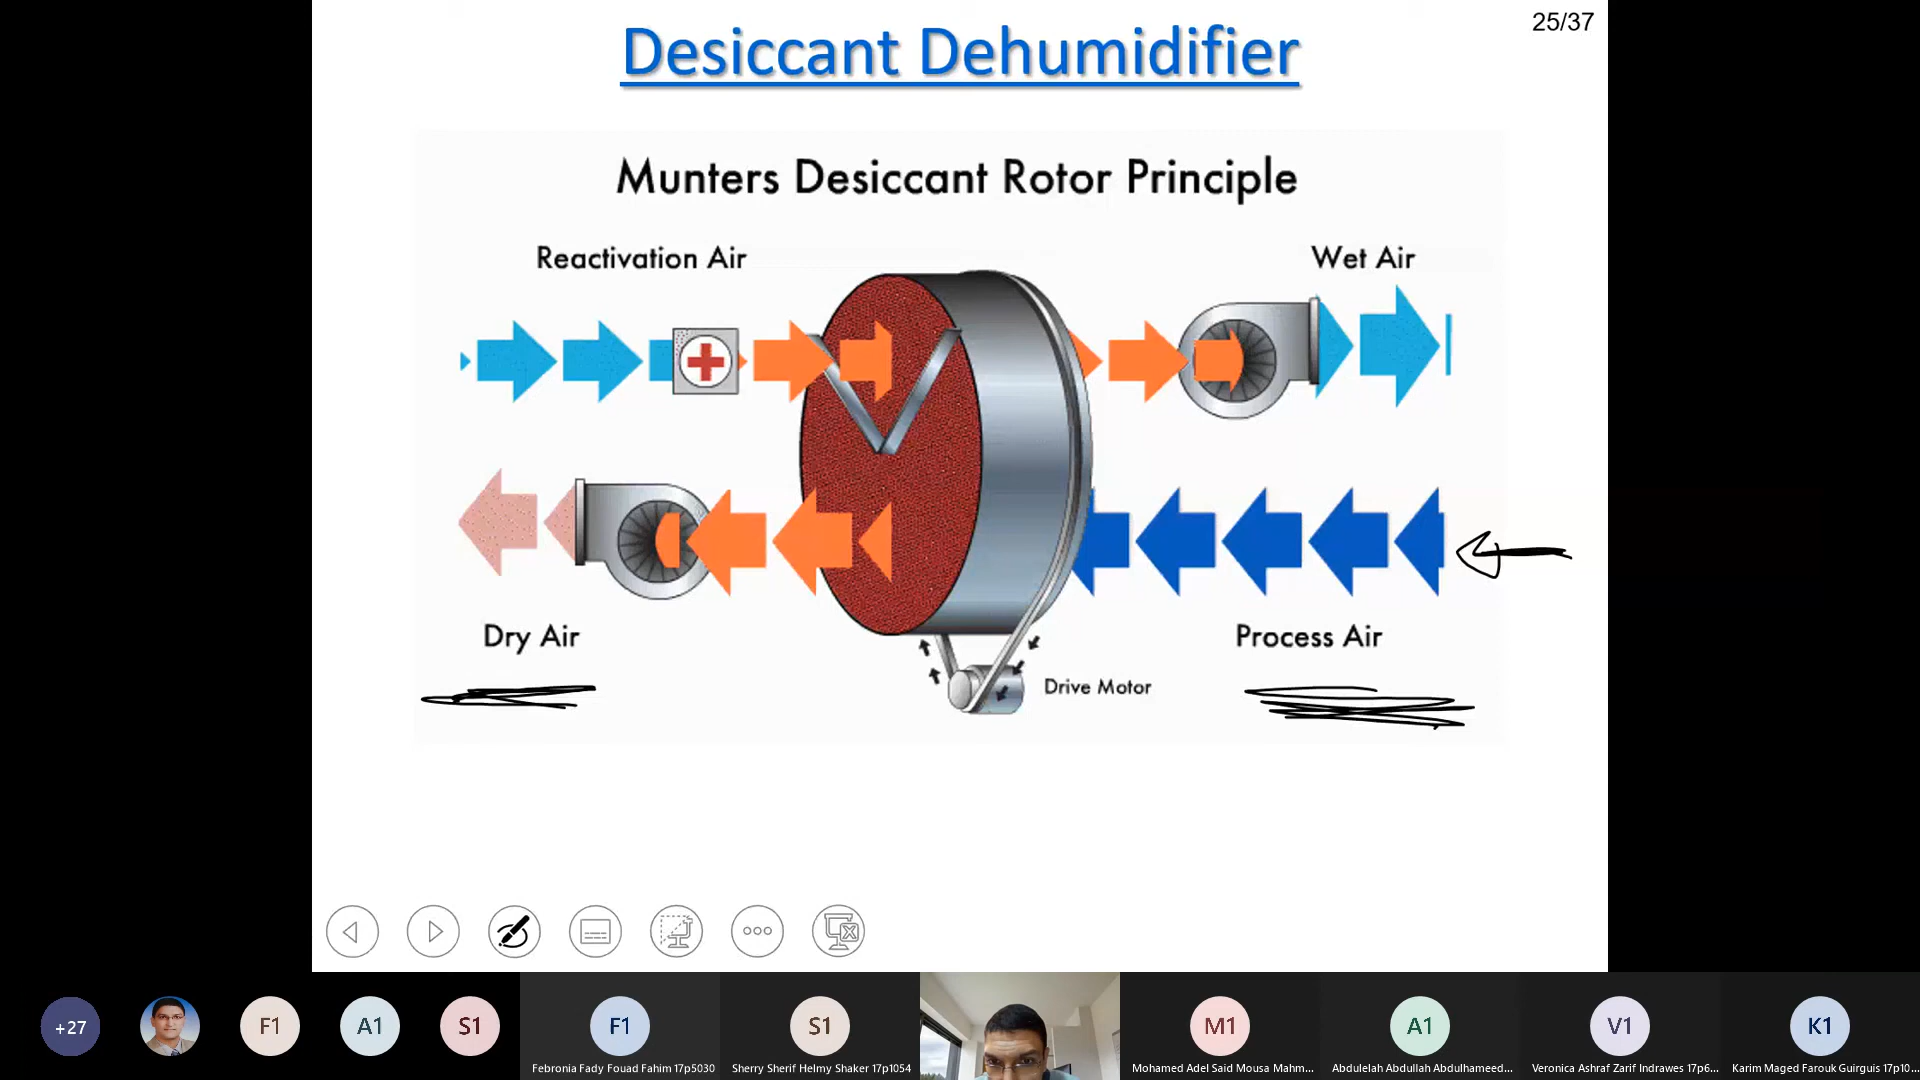 25/37
Desiccant Dehumidifier
Munters Desiccant Rotor Principle
Reactivation Air
Wet Air
Dry Air
Process Air
Drive Motor
+27
F1
A1
S1
F1
S1
M1
A1
V1
K1
Febronia Fady Fouad Fahim 17p5030
Sherry Sherif Helmy Shaker 17p1054
Mohamed Adel Said Mousa Mahm...
Abdulelah Abdullah Abdulhameed...
Veronica Ashraf Zarif Indrawes 17p6...
Karim Maged Farouk Guirguis 17p10...